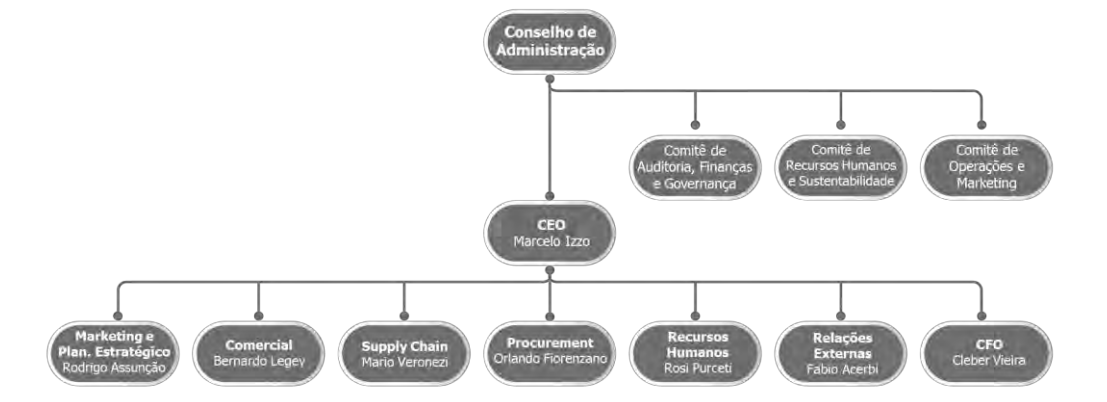 Conselho de
Administração
Comitê de
Auditoria, Finanças
e Governança
Comitê de
Recursos Humanos
e Sustentabilidade
Comitê de
Operações e
Marketing
CEO
Marcelo Izzo
Marketing e
Plan. Estratégico
Rodrigo Assunção
Comercial
Bernardo Legey
Supply Chain
Mario Veronezi
Procurement
Orlando Fiorenzano
Recursos
Humanos
Rosi Purceti
Relações
Externas
Fabio Acerbi
CFO
Cleber Vieira